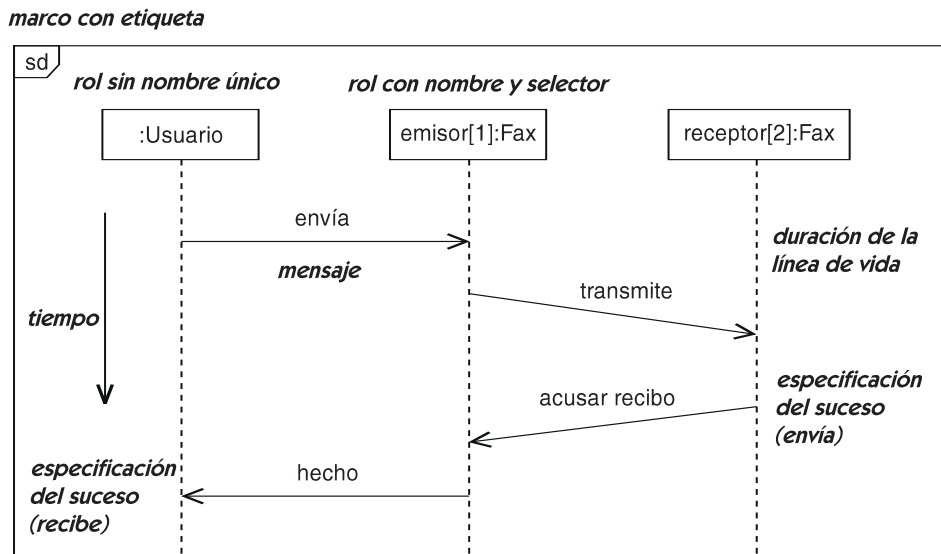 marco con etiqueta
sd
rol sin nombre único
rol con nombre y selector
:Usuario
emisor[1]:Fax
receptor[2]:Fax
envía
mensaje
duración de la
línea de vida
transmite
tiempo
especificación
del suceso
(envía)
acusar recibo
especificación
del suceso
(recibe)
hecho